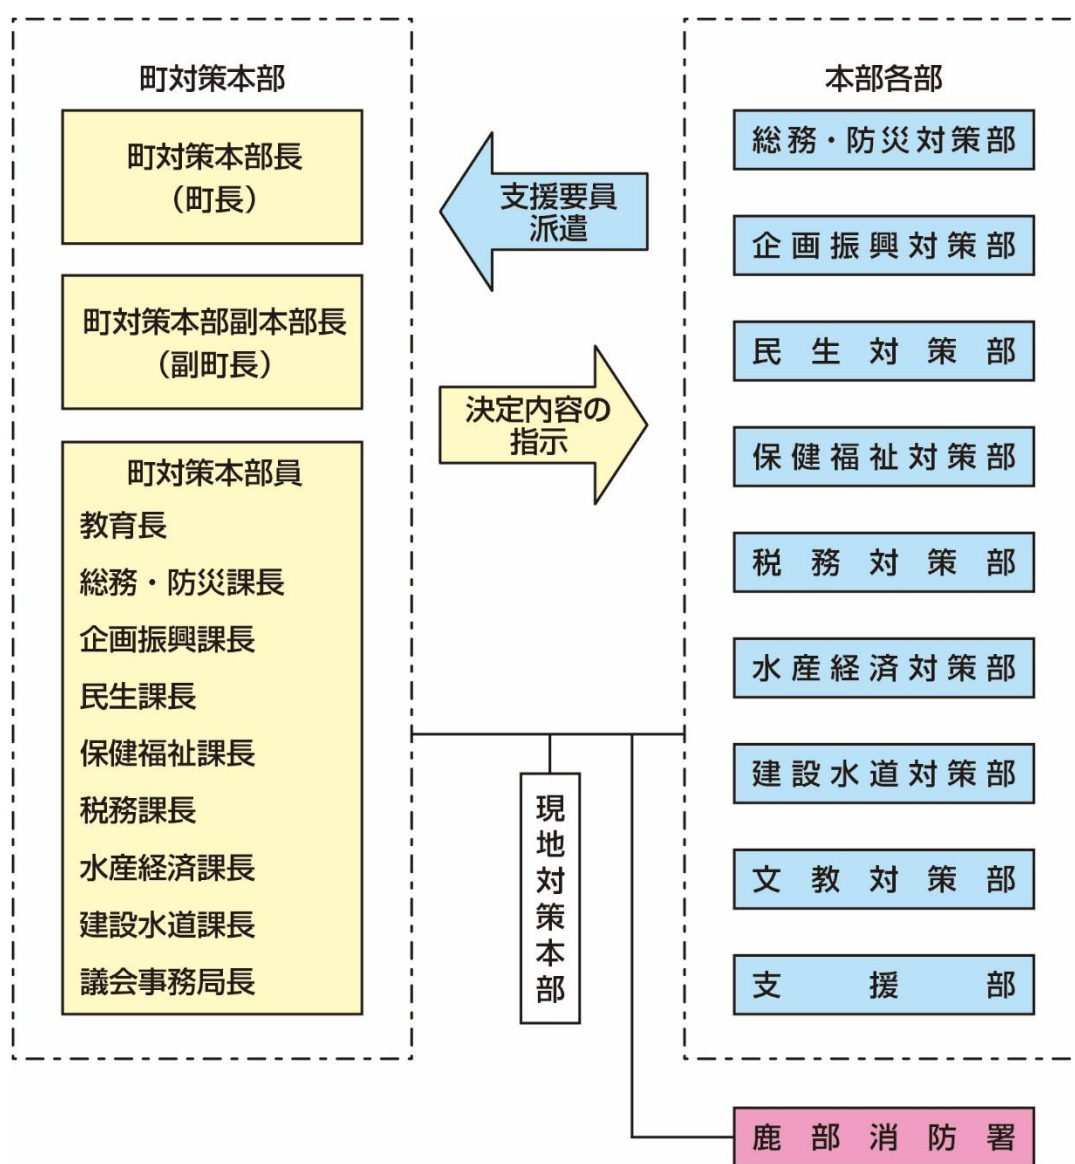 町対策本部
町対策本部長
（町長）
町対策本部副本部長
（副町長）
町対策本部員
教育長
総務・防災課長
企画振興課長
民生課長
保健福祉課長
税務課長
水産経済課長
建設水道課長
議会事務局長
支援要員
派遣
決定内容の
指示
現地対策本部
本部各部
総務・防災対策部
企画振興対策部
民生対策部
保健福祉対策部
税務対策部
水産経済対策部
建設水道対策部
文教対策部
支援部
鹿部消防署